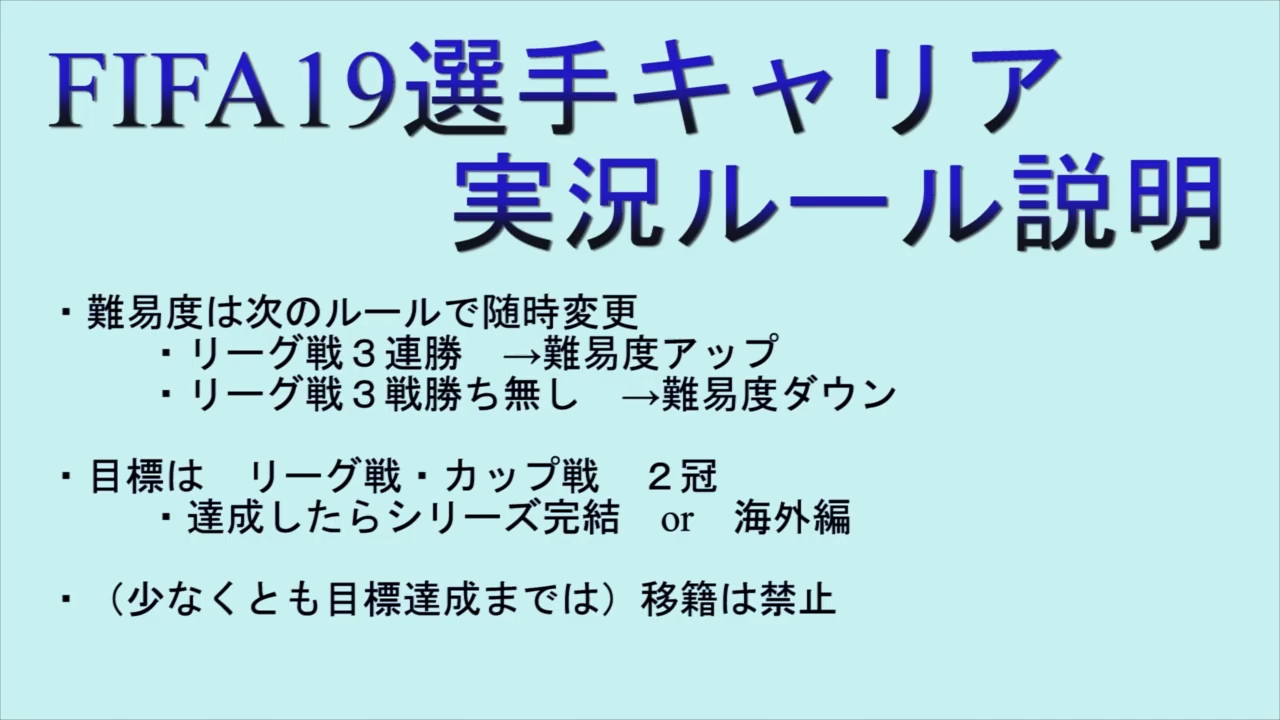 FIFA19選手キャリア
実況ルール説明
・難易度は次のルールで随時変更
・リーグ戦３連勝　→難易度アップ
・リーグ戦３戦勝ち無し　→難易度ダウン
・目標は　リーグ戦・カップ戦　２冠
・達成したらシリーズ完結　or　海外編
・（少なくとも目標達成までは）移籍は禁止